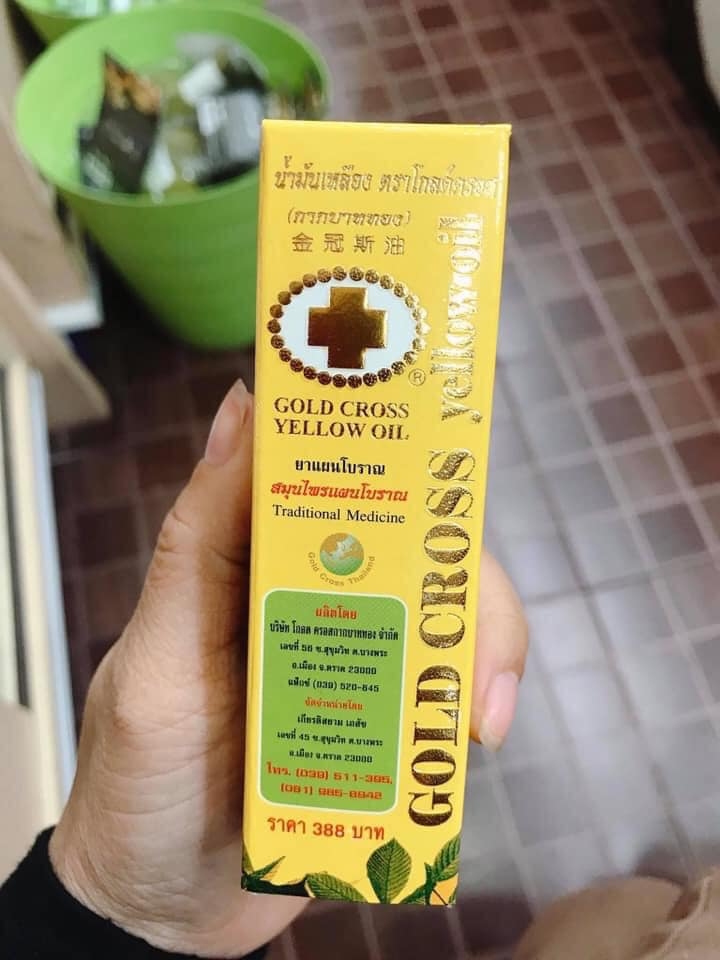 น้ำมันเหลือง ตราโกลด์ครอส
(กากบาททอง)
金冠斯油
®
GOLD CROSS
YELLOW OIL
ยาแผนโบราณ
สมุนไพรแผนโบราณ
Traditional Medicine
Gold Cross Thailand
ผลิตโดย
บริษัท โกลด ครอสกากบาททอง จำกัด
เลขที่ 56 ซ.สุขุมวิท ต.บางพระ
อ.เมือง จ.ตราด 23000
แฟ็กซ์ (039) 520-645
จัดจำหน่ายโดย
เกียรติสยาม เภสัช
เลขที่ 45 ซ.สุขุมวิท ต.บางพระ
อ.เมือง จ.ตราด 23000
โทร. (039) 511-395,
(081) 985-8942
ราคา 388 บาท
GOLD CROSS yellow oil